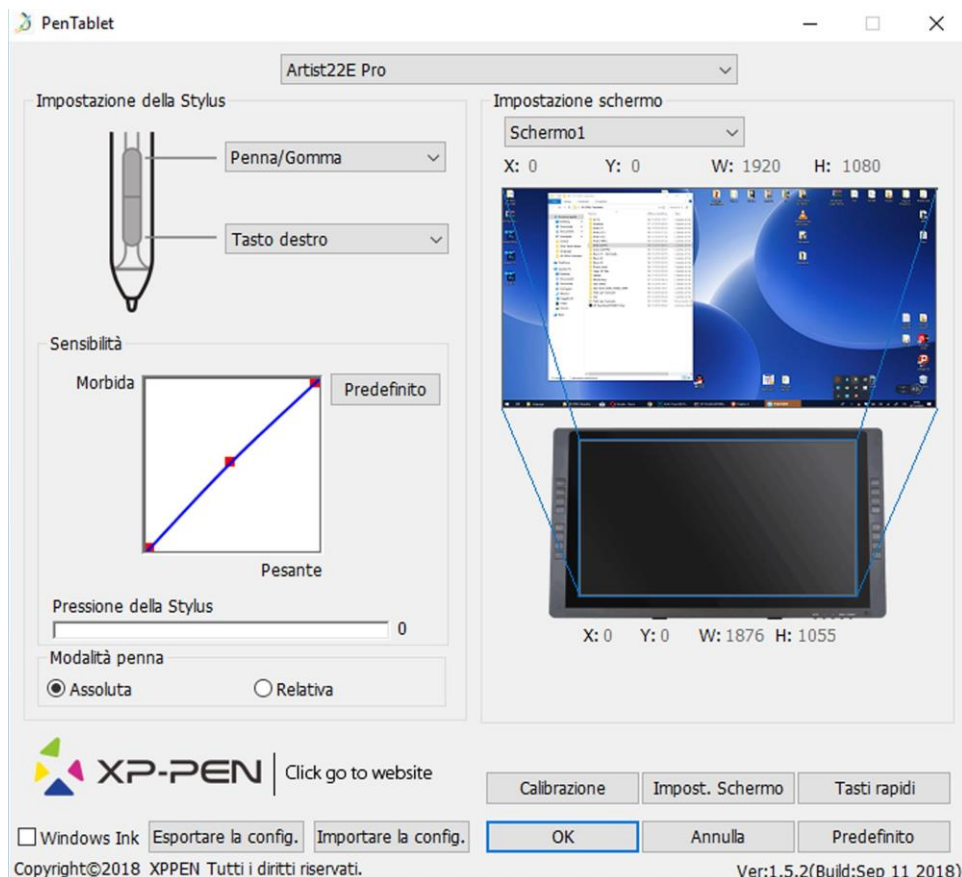 PenTablet
Artist22E Pro
Impostazione della Stylus
Penna/Gomma
Tasto destro
Sensibilità
Morbida
Predefinito
Pesante
Pressione della Stylus
0
Modalità penna
Assoluta Relativa
Impostazione schermo
Schermo1
X: 0 Y: 0 W: 1920 H: 1080
X: 0 Y: 0 W: 1876 H: 1055
XP-PEN Click go to website
Calibrazione Impost. Schermo Tasti rapidi
Windows Ink Esportare la config. Importare la config. OK Annulla Predefinito
Copyright©2018 XPPEN Tutti i diritti riservati. Ver:1.5.2(Build:Sep 11 2018)